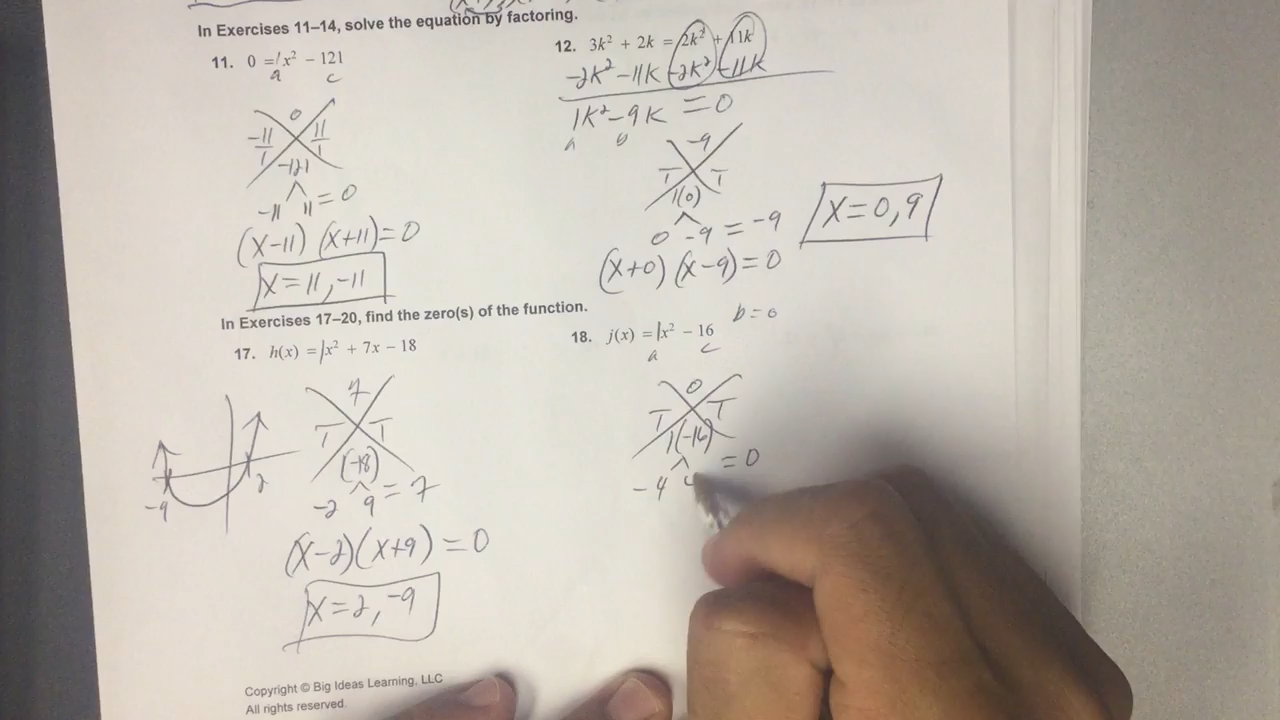 In Exercises 11–14, solve the equation by factoring.
11. 0 = 1x² − 121
a c
0
-11 11
1 1
-121
-11 11 = 0
(x-11) (x+11) = 0
x = 11, -11
12. 3k² + 2k = 2k² + 11k
-2k² -11k -2k² -11k
1k² - 9k = 0
a b
-9
1 1
1(0)
0 -9 = -9
(x+0) (x-9) = 0
x = 0, 9
In Exercises 17–20, find the zero(s) of the function.
17. h(x) = 1x² + 7x − 18
7
1 1
(-18)
-2 9 = 7
-9 2
(x-2)(x+9) = 0
x = 2, -9
18. j(x) = 1x² − 16
b = 0
a c
0
1 1
1(-16)
= 0
-4
Copyright © Big Ideas Learning, LLC
All rights reserved.